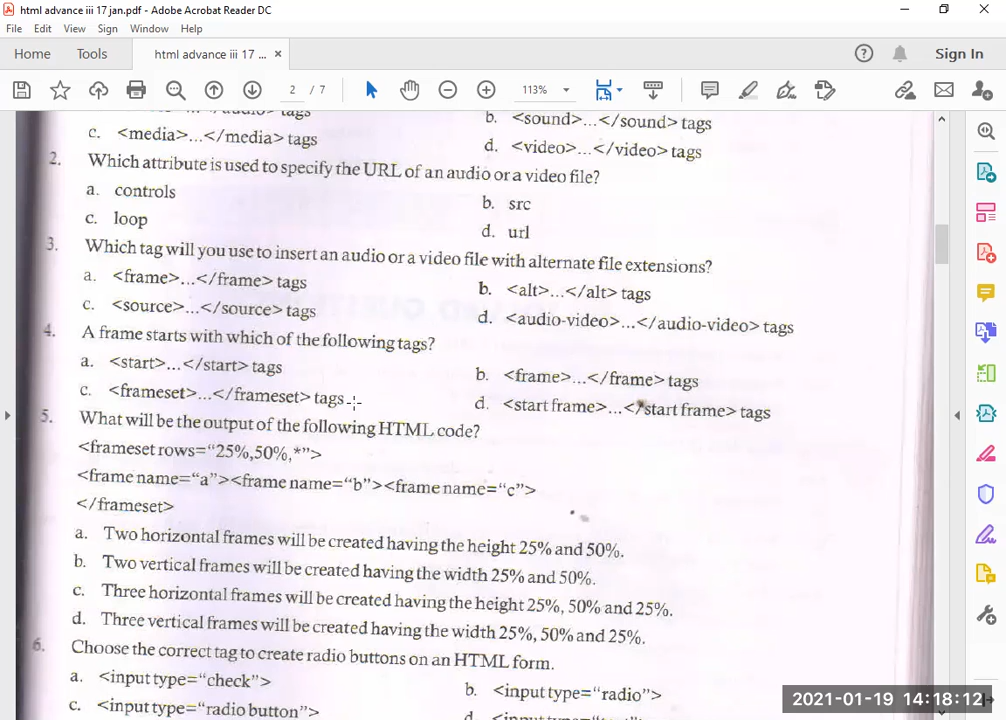 html advance iii 17 jan.pdf - Adobe Acrobat Reader DC
File Edit View Sign Window Help
Home Tools html advance iii 17 ... × Sign In
2 / 7 113%
tags
b. <sound>...</sound> tags
c. <media>...</media> tags
d. <video>...</video> tags
2. Which attribute is used to specify the URL of an audio or a video file?
a. controls b. src
c. loop d. url
3. Which tag will you use to insert an audio or a video file with alternate file extensions?
a. <frame>...</frame> tags b. <alt>...</alt> tags
c. <source>...</source> tags d. <audio-video>...</audio-video> tags
4. A frame starts with which of the following tags?
a. <start>...</start> tags b. <frame>...</frame> tags
c. <frameset>...</frameset> tags d. <start frame>...</start frame> tags
5. What will be the output of the following HTML code?
<frameset rows="25%,50%,*">
<frame name="a"><frame name="b"><frame name="c">
</frameset>
a. Two horizontal frames will be created having the height 25% and 50%.
b. Two vertical frames will be created having the width 25% and 50%.
c. Three horizontal frames will be created having the height 25%, 50% and 25%.
d. Three vertical frames will be created having the width 25%, 50% and 25%.
6. Choose the correct tag to create radio buttons on an HTML form.
a. <input type="check"> b. <input type="radio">
c. <input type="radio button"> d.
2021-01-19 14:18:12